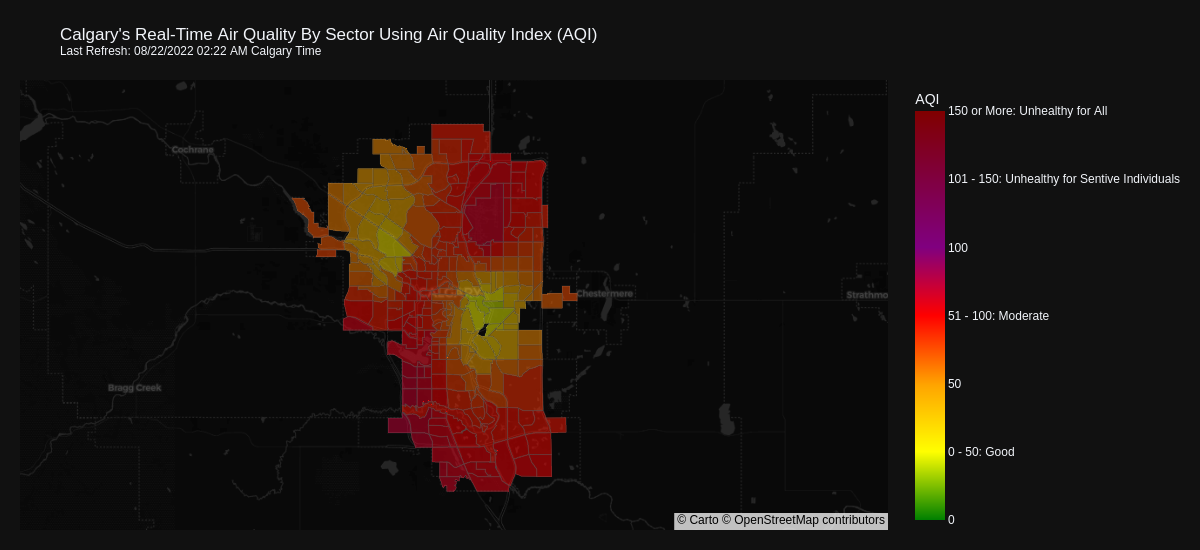 Calgary's Real-Time Air Quality By Sector Using Air Quality Index (AQI)
Last Refresh: 08/22/2022 02:22 AM Calgary Time
AQI
150 or More: Unhealthy for All
Cochrane
101 - 150: Unhealthy for Sentive Individuals
100
CALGARY
Chestermere
Strathmo
51 - 100: Moderate
Bragg Creek
50
0 - 50: Good
© Carto © OpenStreetMap contributors
0